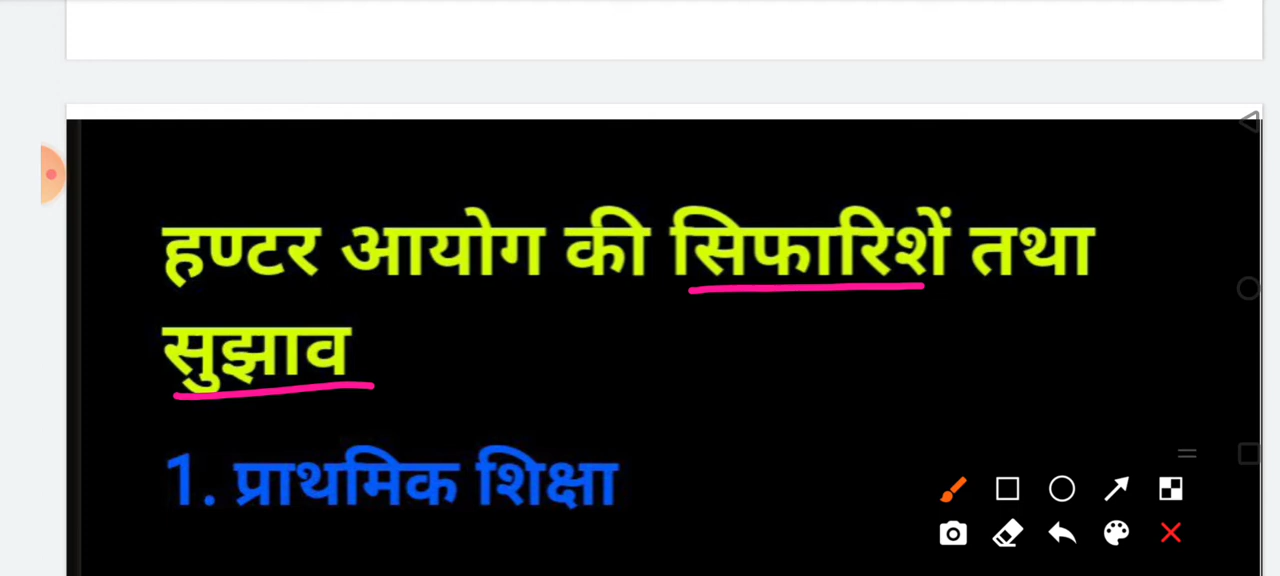 हण्टर आयोग की सिफारिशें तथा
सुझाव
1. प्राथमिक शिक्षा